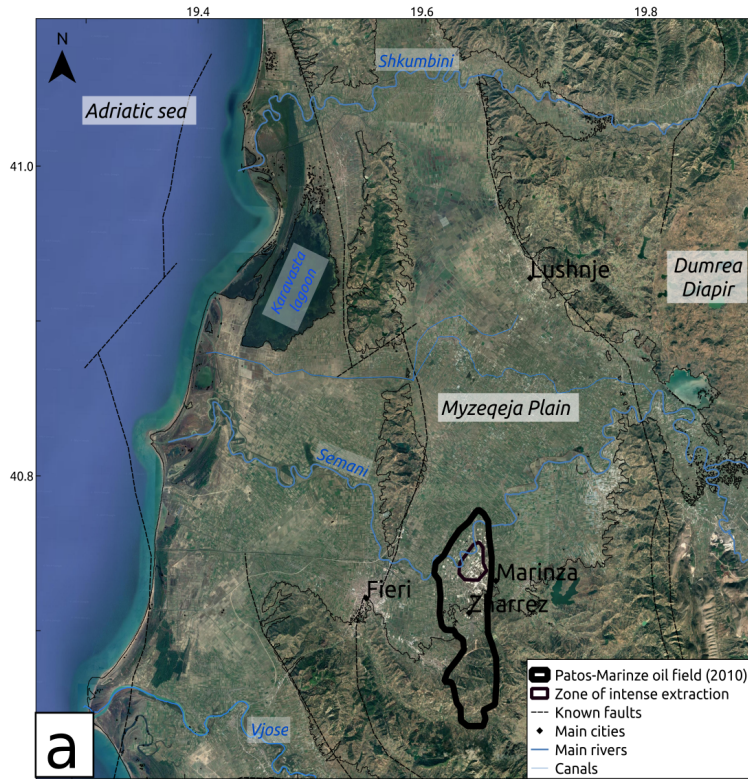 19.4
19.6
19.8
N
Shkumbini
Adriatic sea
41.0
Karavasta
lagoon
Lushnje
Dumrea
Diapir
Myzeqeja Plain
40.8
Semani
Marinza
Fieri
Zharrez
Vjose
a
Patos-Marinze oil field (2010)
Zone of intense extraction
Known faults
Main cities
Main rivers
Canals